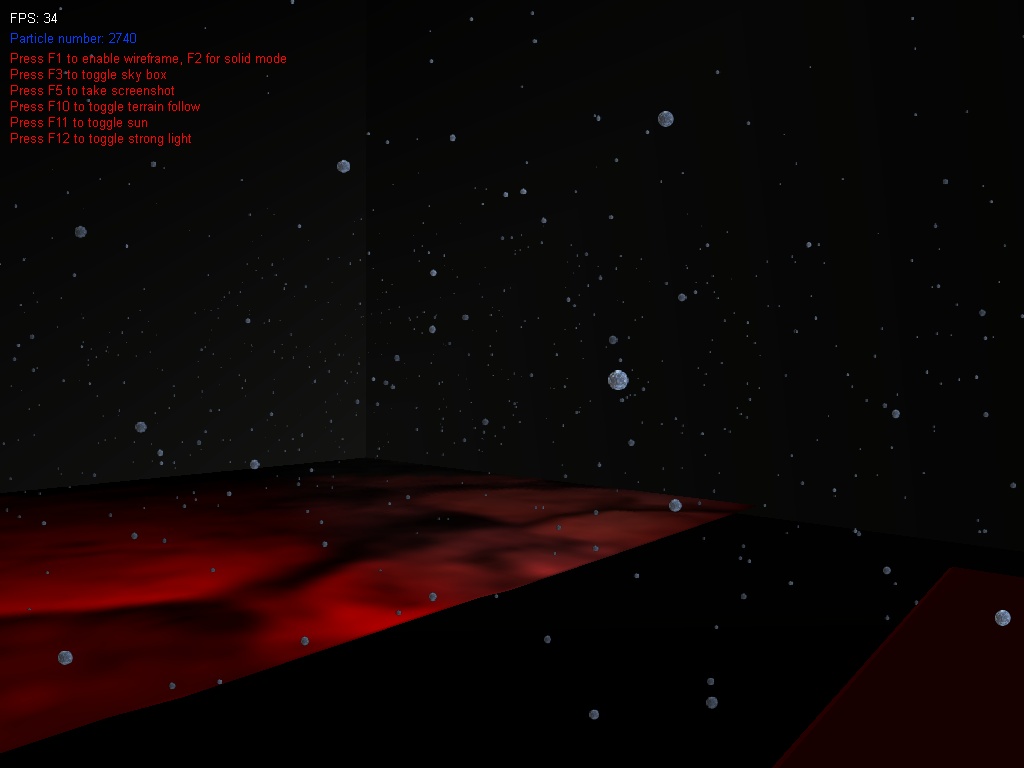 FPS: 34
Particle number: 2740
Press F1 to enable wireframe, F2 for solid mode
Press F3 to toggle sky box
Press F5 to take screenshot
Press F10 to toggle terrain follow
Press F11 to toggle sun
Press F12 to toggle strong light